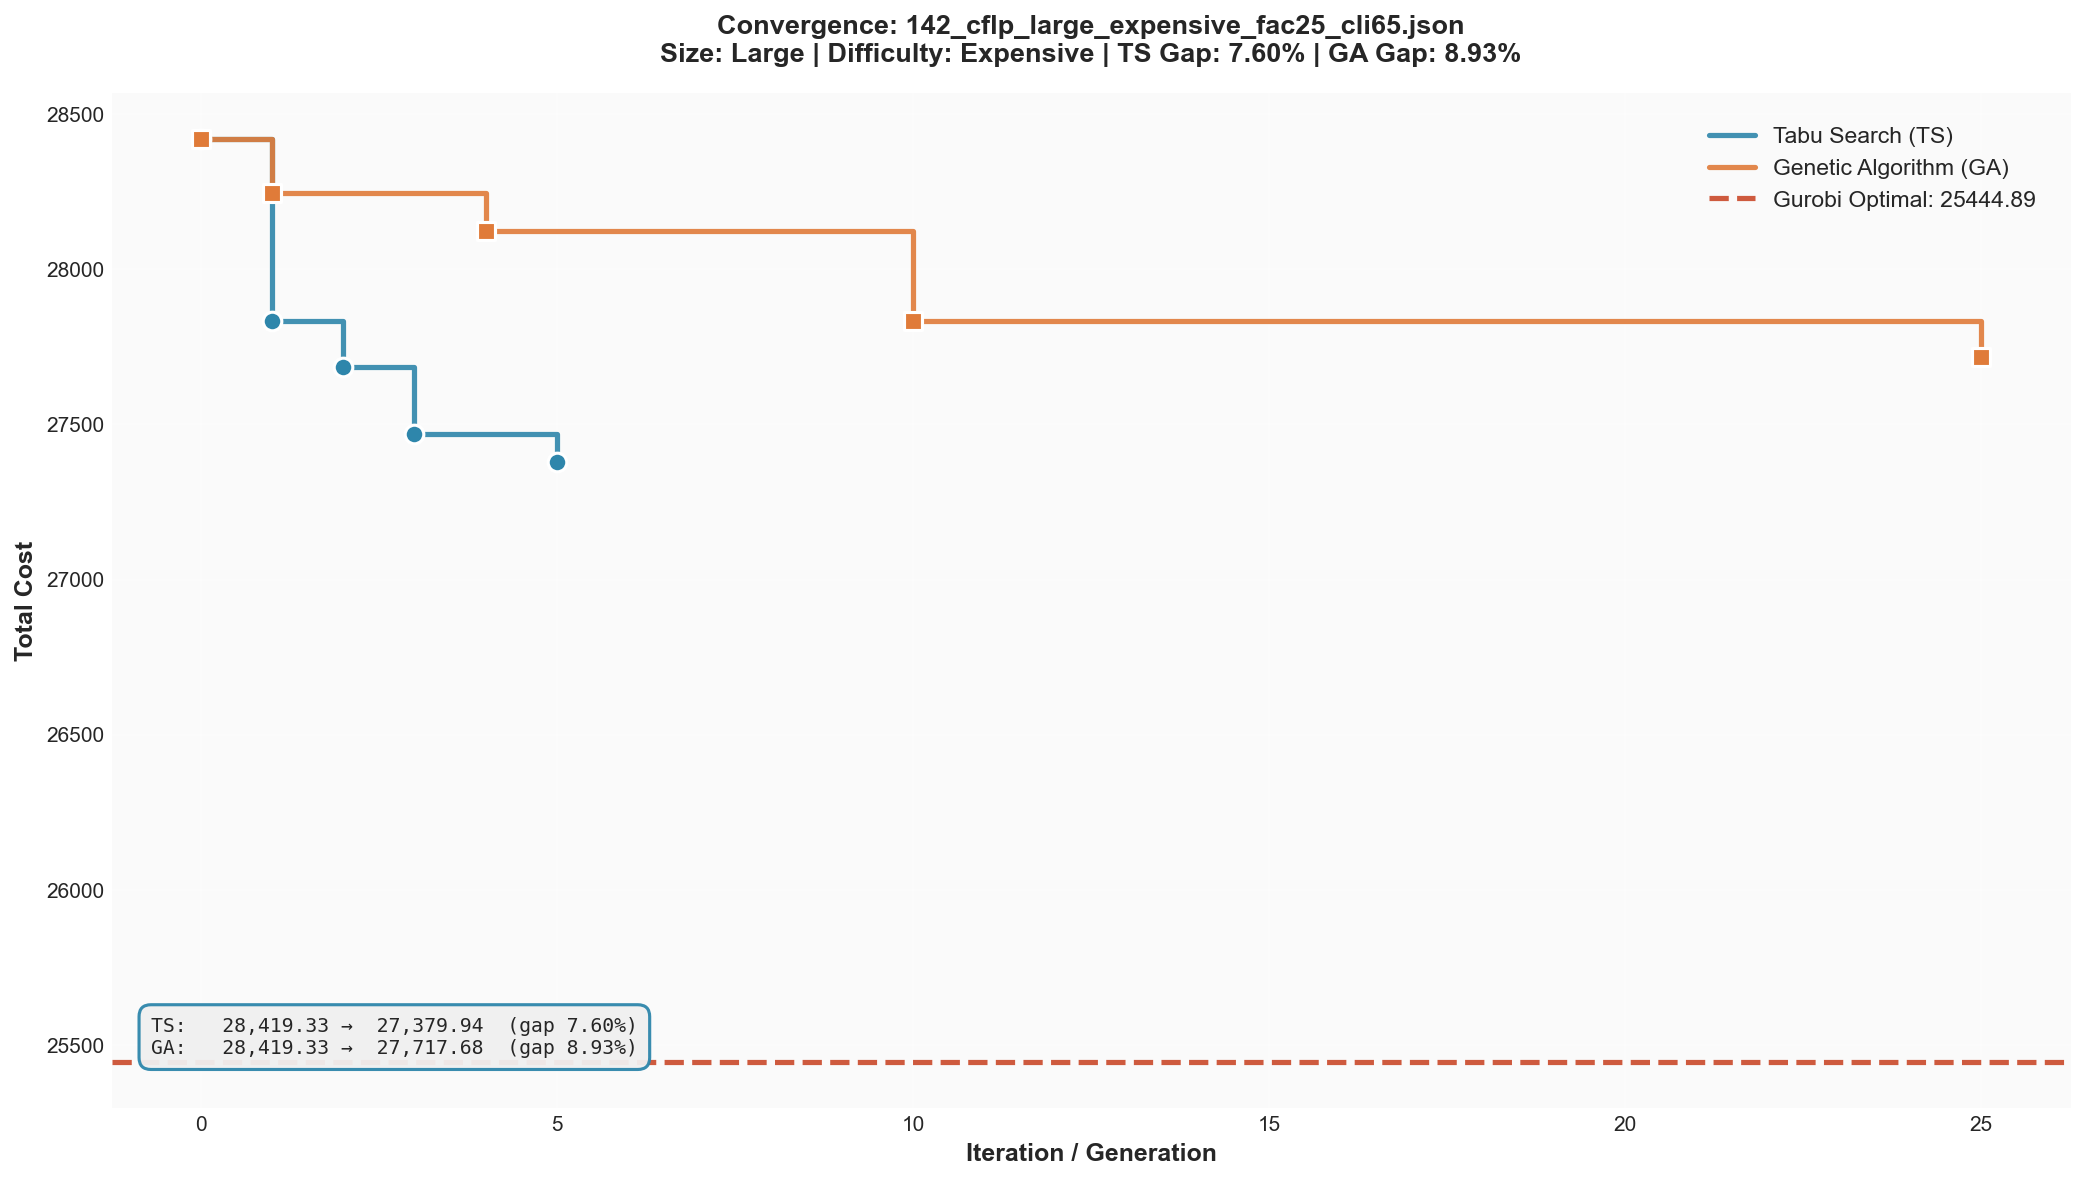 Convergence: 142_cflp_large_expensive_fac25_cli65.json
Size: Large | Difficulty: Expensive | TS Gap: 7.60% | GA Gap: 8.93%
Tabu Search (TS)
Genetic Algorithm (GA)
Gurobi Optimal: 25444.89
28500
28000
27500
27000
26500
26000
25500
Total Cost
TS:   28,419.33 →  27,379.94  (gap 7.60%)
GA:   28,419.33 →  27,717.68  (gap 8.93%)
0 5 10 15 20 25
Iteration / Generation